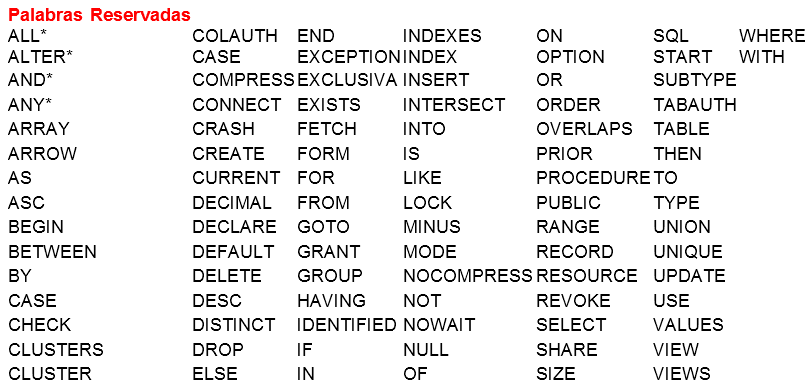 Palabras Reservadas
ALL* COLAUTH END INDEXES ON SQL WHERE
ALTER* CASE EXCEPTION INDEX OPTION START WITH
AND* COMPRESS EXCLUSIVA INSERT OR SUBTYPE
ANY* CONNECT EXISTS INTERSECT ORDER TABAUTH
ARRAY CRASH FETCH INTO OVERLAPS TABLE
ARROW CREATE FORM IS PRIOR THEN
AS CURRENT FOR LIKE PROCEDURE TO
ASC DECIMAL FROM LOCK PUBLIC TYPE
BEGIN DECLARE GOTO MINUS RANGE UNION
BETWEEN DEFAULT GRANT MODE RECORD UNIQUE
BY DELETE GROUP NOCOMPRESS RESOURCE UPDATE
CASE DESC HAVING NOT REVOKE USE
CHECK DISTINCT IDENTIFIED NOWAIT SELECT VALUES
CLUSTERS DROP IF NULL SHARE VIEW
CLUSTER ELSE IN OF SIZE VIEWS